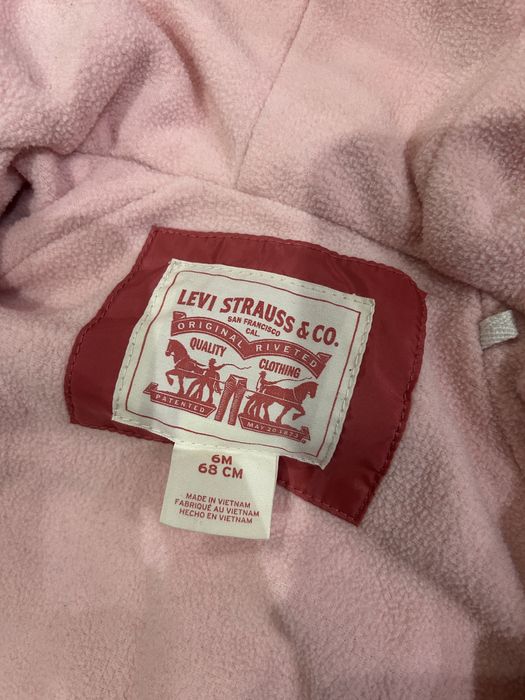 LEVI STRAUSS & CO.
SAN FRANCISCO
CAL.
ORIGINAL RIVETED
QUALITY CLOTHING
PATENTED MAY 20 1873
6M
68 CM
MADE IN VIETNAM
FABRIQUÉ AU VIETNAM
HECHO EN VIETNAM